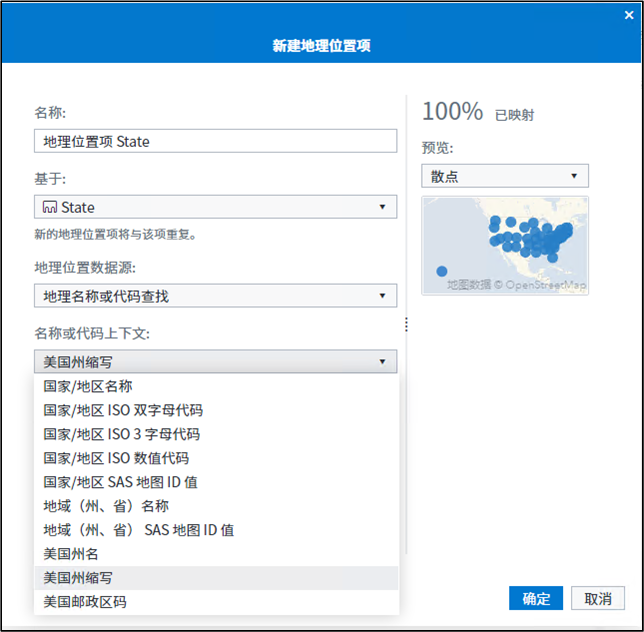 新建地理位置项
名称:
地理位置项 State
基于:
State
新的地理位置项将与该项重复。
地理位置数据源:
地理名称或代码查找
名称或代码上下文:
美国州缩写
国家/地区名称
国家/地区 ISO 双字母代码
国家/地区 ISO 3 字母代码
国家/地区 ISO 数值代码
国家/地区 SAS 地图 ID 值
地域（州、省）名称
地域（州、省） SAS 地图 ID 值
美国州名
美国州缩写
美国邮政区码
100% 已映射
预览:
散点
地图数据 © OpenStreetMap
确定 取消